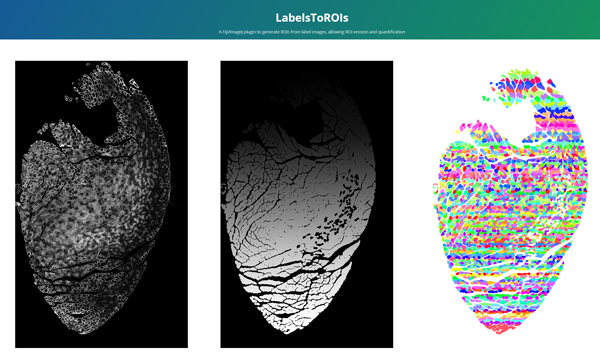 LabelsToROIs
A Fiji(ImageJ) plugin to generate ROIs from label images, allowing ROI erosion and quantification